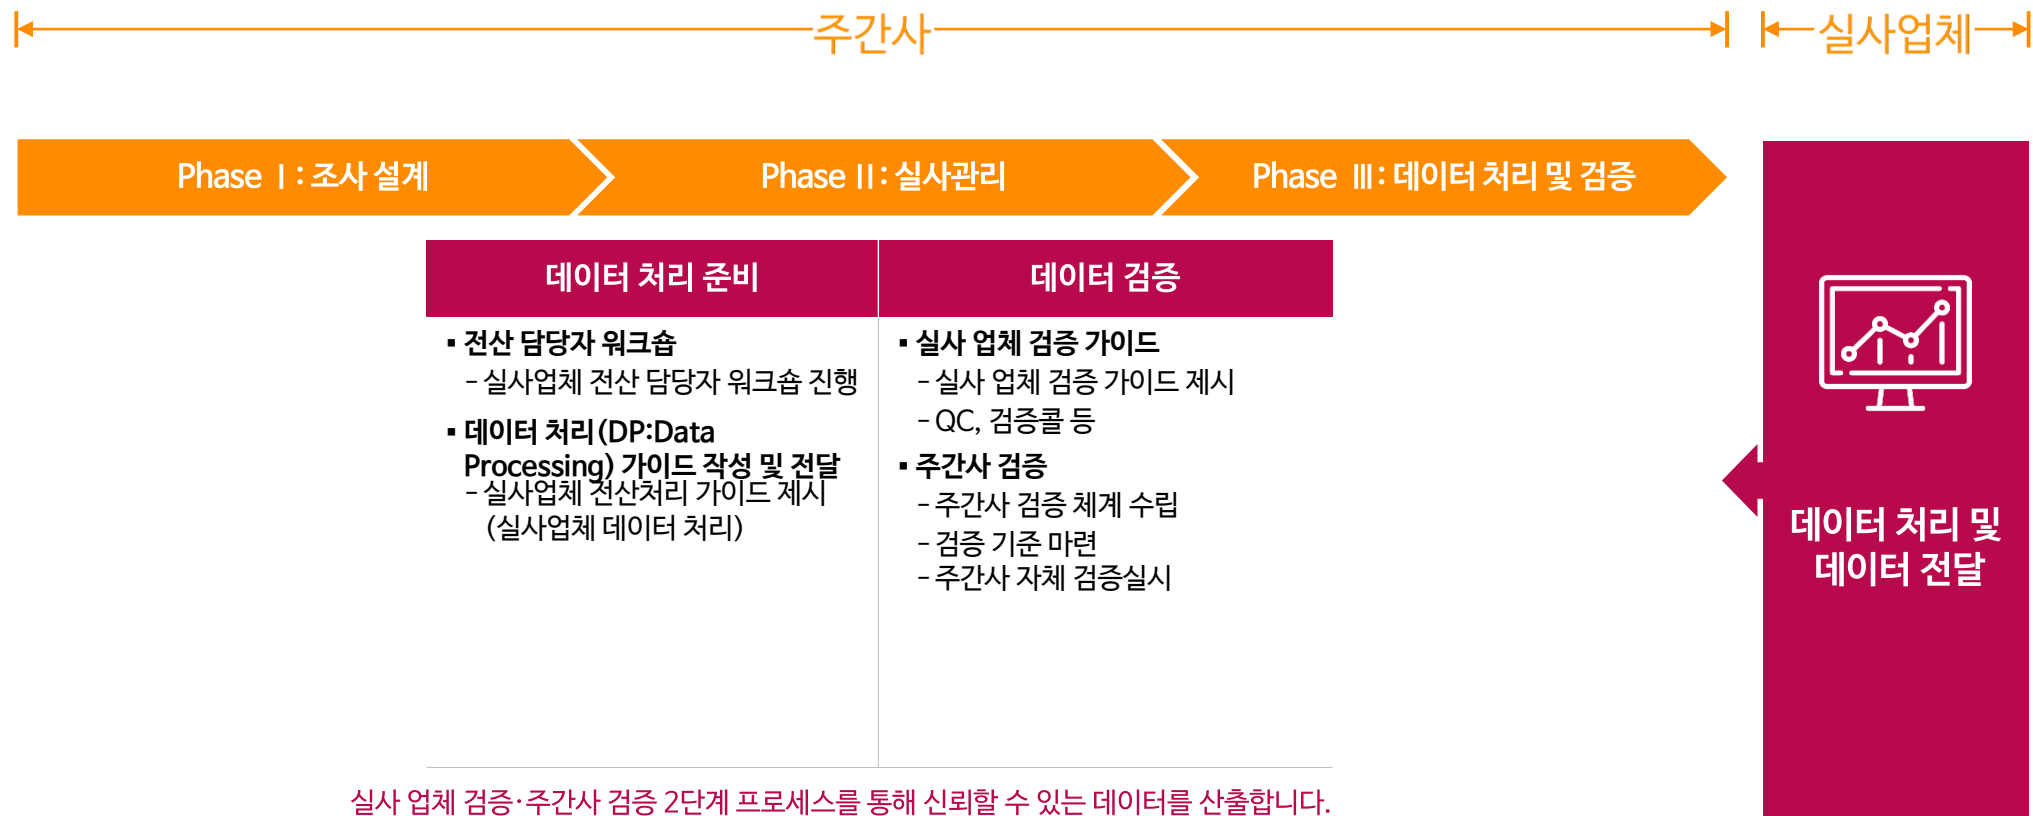 주간사
실사업체
Phase Ⅰ: 조사 설계
Phase Ⅱ: 실사관리
Phase Ⅲ: 데이터 처리 및 검증
데이터 처리 준비
▪ 전산 담당자 워크숍
- 실사업체 전산 담당자 워크숍 진행
▪ 데이터 처리(DP:Data
Processing) 가이드 작성 및 전달
- 실사업체 전산처리 가이드 제시
(실사업체 데이터 처리)
데이터 검증
▪ 실사 업체 검증 가이드
- 실사 업체 검증 가이드 제시
- QC, 검증콜 등
▪ 주간사 검증
- 주간사 검증 체계 수립
- 검증 기준 마련
- 주간사 자체 검증실시
데이터 처리 및
데이터 전달
실사 업체 검증·주간사 검증 2단계 프로세스를 통해 신뢰할 수 있는 데이터를 산출합니다.